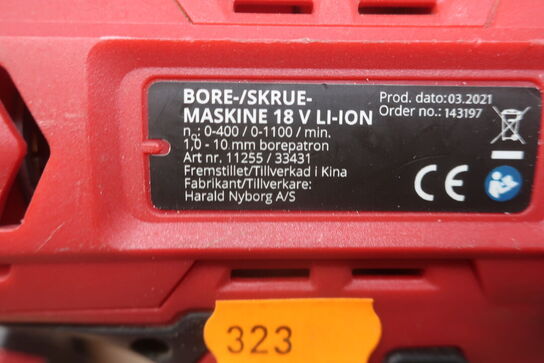 BORE-/SKRUE-
MASKINE 18 V LI-ION
n₀: 0-400 / 0-1100 / min.
1,0 - 10 mm borepatron
Art nr. 11255 / 33431
Fremstillet/Tillverkad i Kina
Fabrikant/Tillverkare:
Harald Nyborg A/S
Prod. dato:03.2021
Order no.: 143197
CE
323